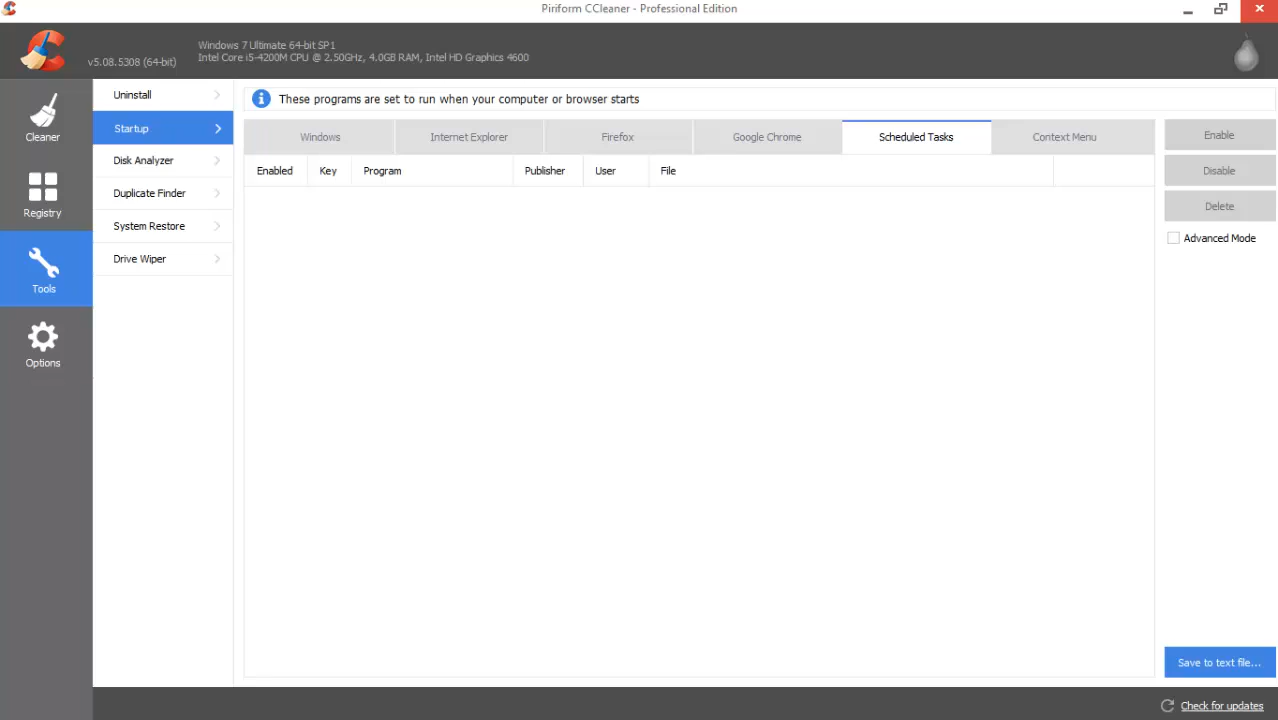 Piriform CCleaner - Professional Edition
v5.08.5308 (64-bit)
Windows 7 Ultimate 64-bit SP1
Intel Core i5-4200M CPU @ 2.50GHz, 4.0GB RAM, Intel HD Graphics 4600
Cleaner
Registry
Tools
Options
Uninstall
Startup
Disk Analyzer
Duplicate Finder
System Restore
Drive Wiper
These programs are set to run when your computer or browser starts
Windows Internet Explorer Firefox Google Chrome Scheduled Tasks Context Menu
Enabled Key Program Publisher User File
Enable
Disable
Delete
Advanced Mode
Save to text file...
Check for updates